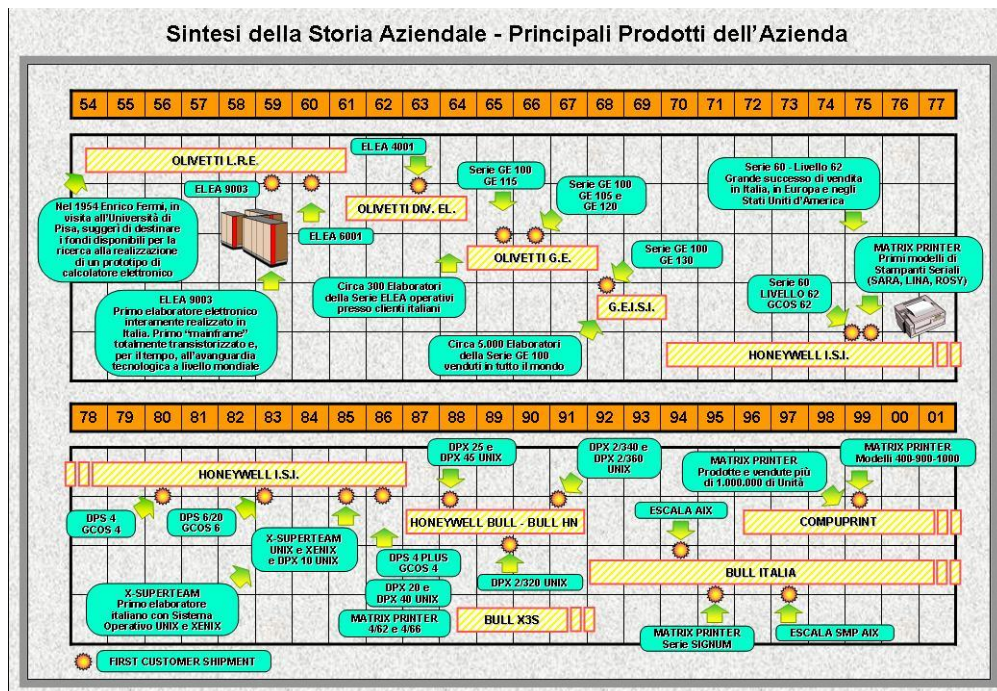 Sintesi della Storia Aziendale - Principali Prodotti dell'Azienda
54 55 56 57 58 59 60 61 62 63 64 65 66 67 68 69 70 71 72 73 74 75 76 77
OLIVETTI L.R.E.
ELEA 4001
ELEA 9003
Nel 1954 Enrico Fermi, in
visita all'Università di
Pisa, suggerì di destinare
i fondi disponibili per la
ricerca alla realizzazione
di un prototipo di
calcolatore elettronico
ELEA 6001
OLIVETTI DIV. EL.
ELEA 9003
Primo elaboratore elettronico
interamente realizzato in
Italia. Primo "mainframe"
totalmente transistorizzato e,
per il tempo, all'avanguardia
tecnologica a livello mondiale
Circa 300 Elaboratori
della Serie ELEA operativi
presso clienti italiani
Serie GE 100
GE 115
Serie GE 100
GE 105 e
GE 120
OLIVETTI G.E.
Serie GE 100
GE 130
G.E.I.S.I.
Circa 5.000 Elaboratori
della Serie GE 100
venduti in tutto il mondo
Serie 60 - Livello 62
Grande successo di vendita
in Italia, in Europa e negli
Stati Uniti d'America
MATRIX PRINTER
Primi modelli di
Stampanti Seriali
(SARA, LINA, ROSY)
Serie 60
LIVELLO 62
GCOS 62
HONEYWELL I.S.I.
78 79 80 81 82 83 84 85 86 87 88 89 90 91 92 93 94 95 96 97 98 99 00 01
HONEYWELL I.S.I.
DPS 4
GCOS 4
DPS 6/20
GCOS 6
X-SUPERTEAM
UNIX e XENIX
e DPX 10 UNIX
X-SUPERTEAM
Primo elaboratore
italiano con Sistema
Operativo UNIX e XENIX
DPS 4 PLUS
GCOS 4
DPX 20 e
DPX 40 UNIX
MATRIX PRINTER
4/62 e 4/66
DPX 25 e
DPX 45 UNIX
DPX 2/340 e
DPX 2/360
UNIX
HONEYWELL BULL - BULL HN
DPX 2/320 UNIX
BULL X3S
MATRIX PRINTER
Prodotte e vendute più
di 1.000.000 di Unità
MATRIX PRINTER
Modelli 400-900-1000
ESCALA AIX
COMPUPRINT
BULL ITALIA
MATRIX PRINTER
Serie SIGNUM
ESCALA SMP AIX
FIRST CUSTOMER SHIPMENT